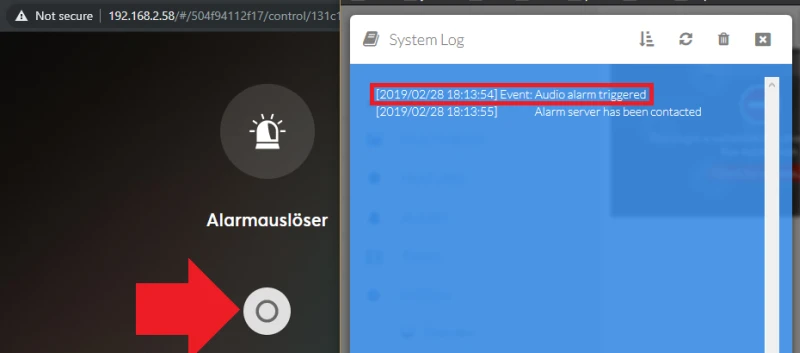 Not secure | 192.168.2.58/#/504f94112f17/control/131c1
Alarmauslöser
System Log
[2019/02/28 18:13:54] Event: Audio alarm triggered
[2019/02/28 18:13:55] Alarm server has been contacted